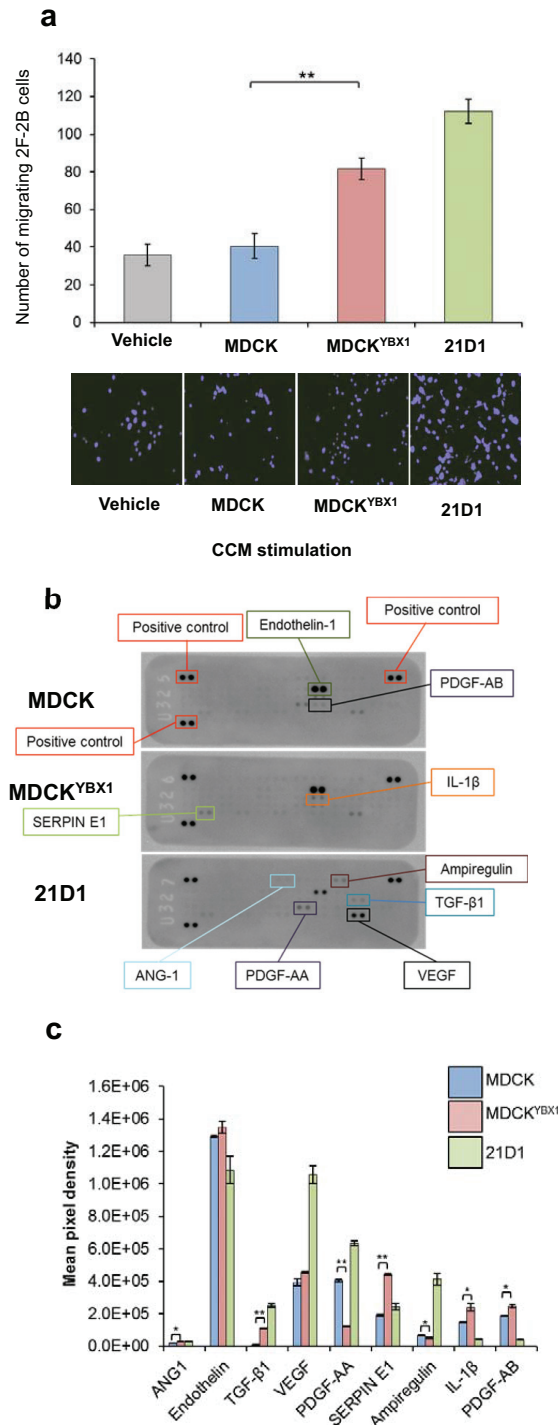 a
Number of migrating 2F-2B cells
140
120
100
80
60
40
20
0
**
Vehicle
MDCK
MDCKYBX1
21D1
Vehicle
MDCK
MDCKYBX1
21D1
CCM stimulation
b
Positive control
Endothelin-1
Positive control
U325
MDCK
PDGF-AB
Positive control
MDCKYBX1
U326
IL-1β
SERPIN E1
21D1
U327
Ampiregulin
TGF-β1
ANG-1
PDGF-AA
VEGF
c
MDCK
MDCKYBX1
21D1
Mean pixel density
1.6E+06
1.4E+06
1.2E+06
1.0E+06
8.0E+05
6.0E+05
4.0E+05
2.0E+05
0.0E+00
*
**
**
**
*
*
*
ANG1
Endothelin
TGF-β1
VEGF
PDGF-AA
SERPIN E1
Ampiregulin
IL-1β
PDGF-AB